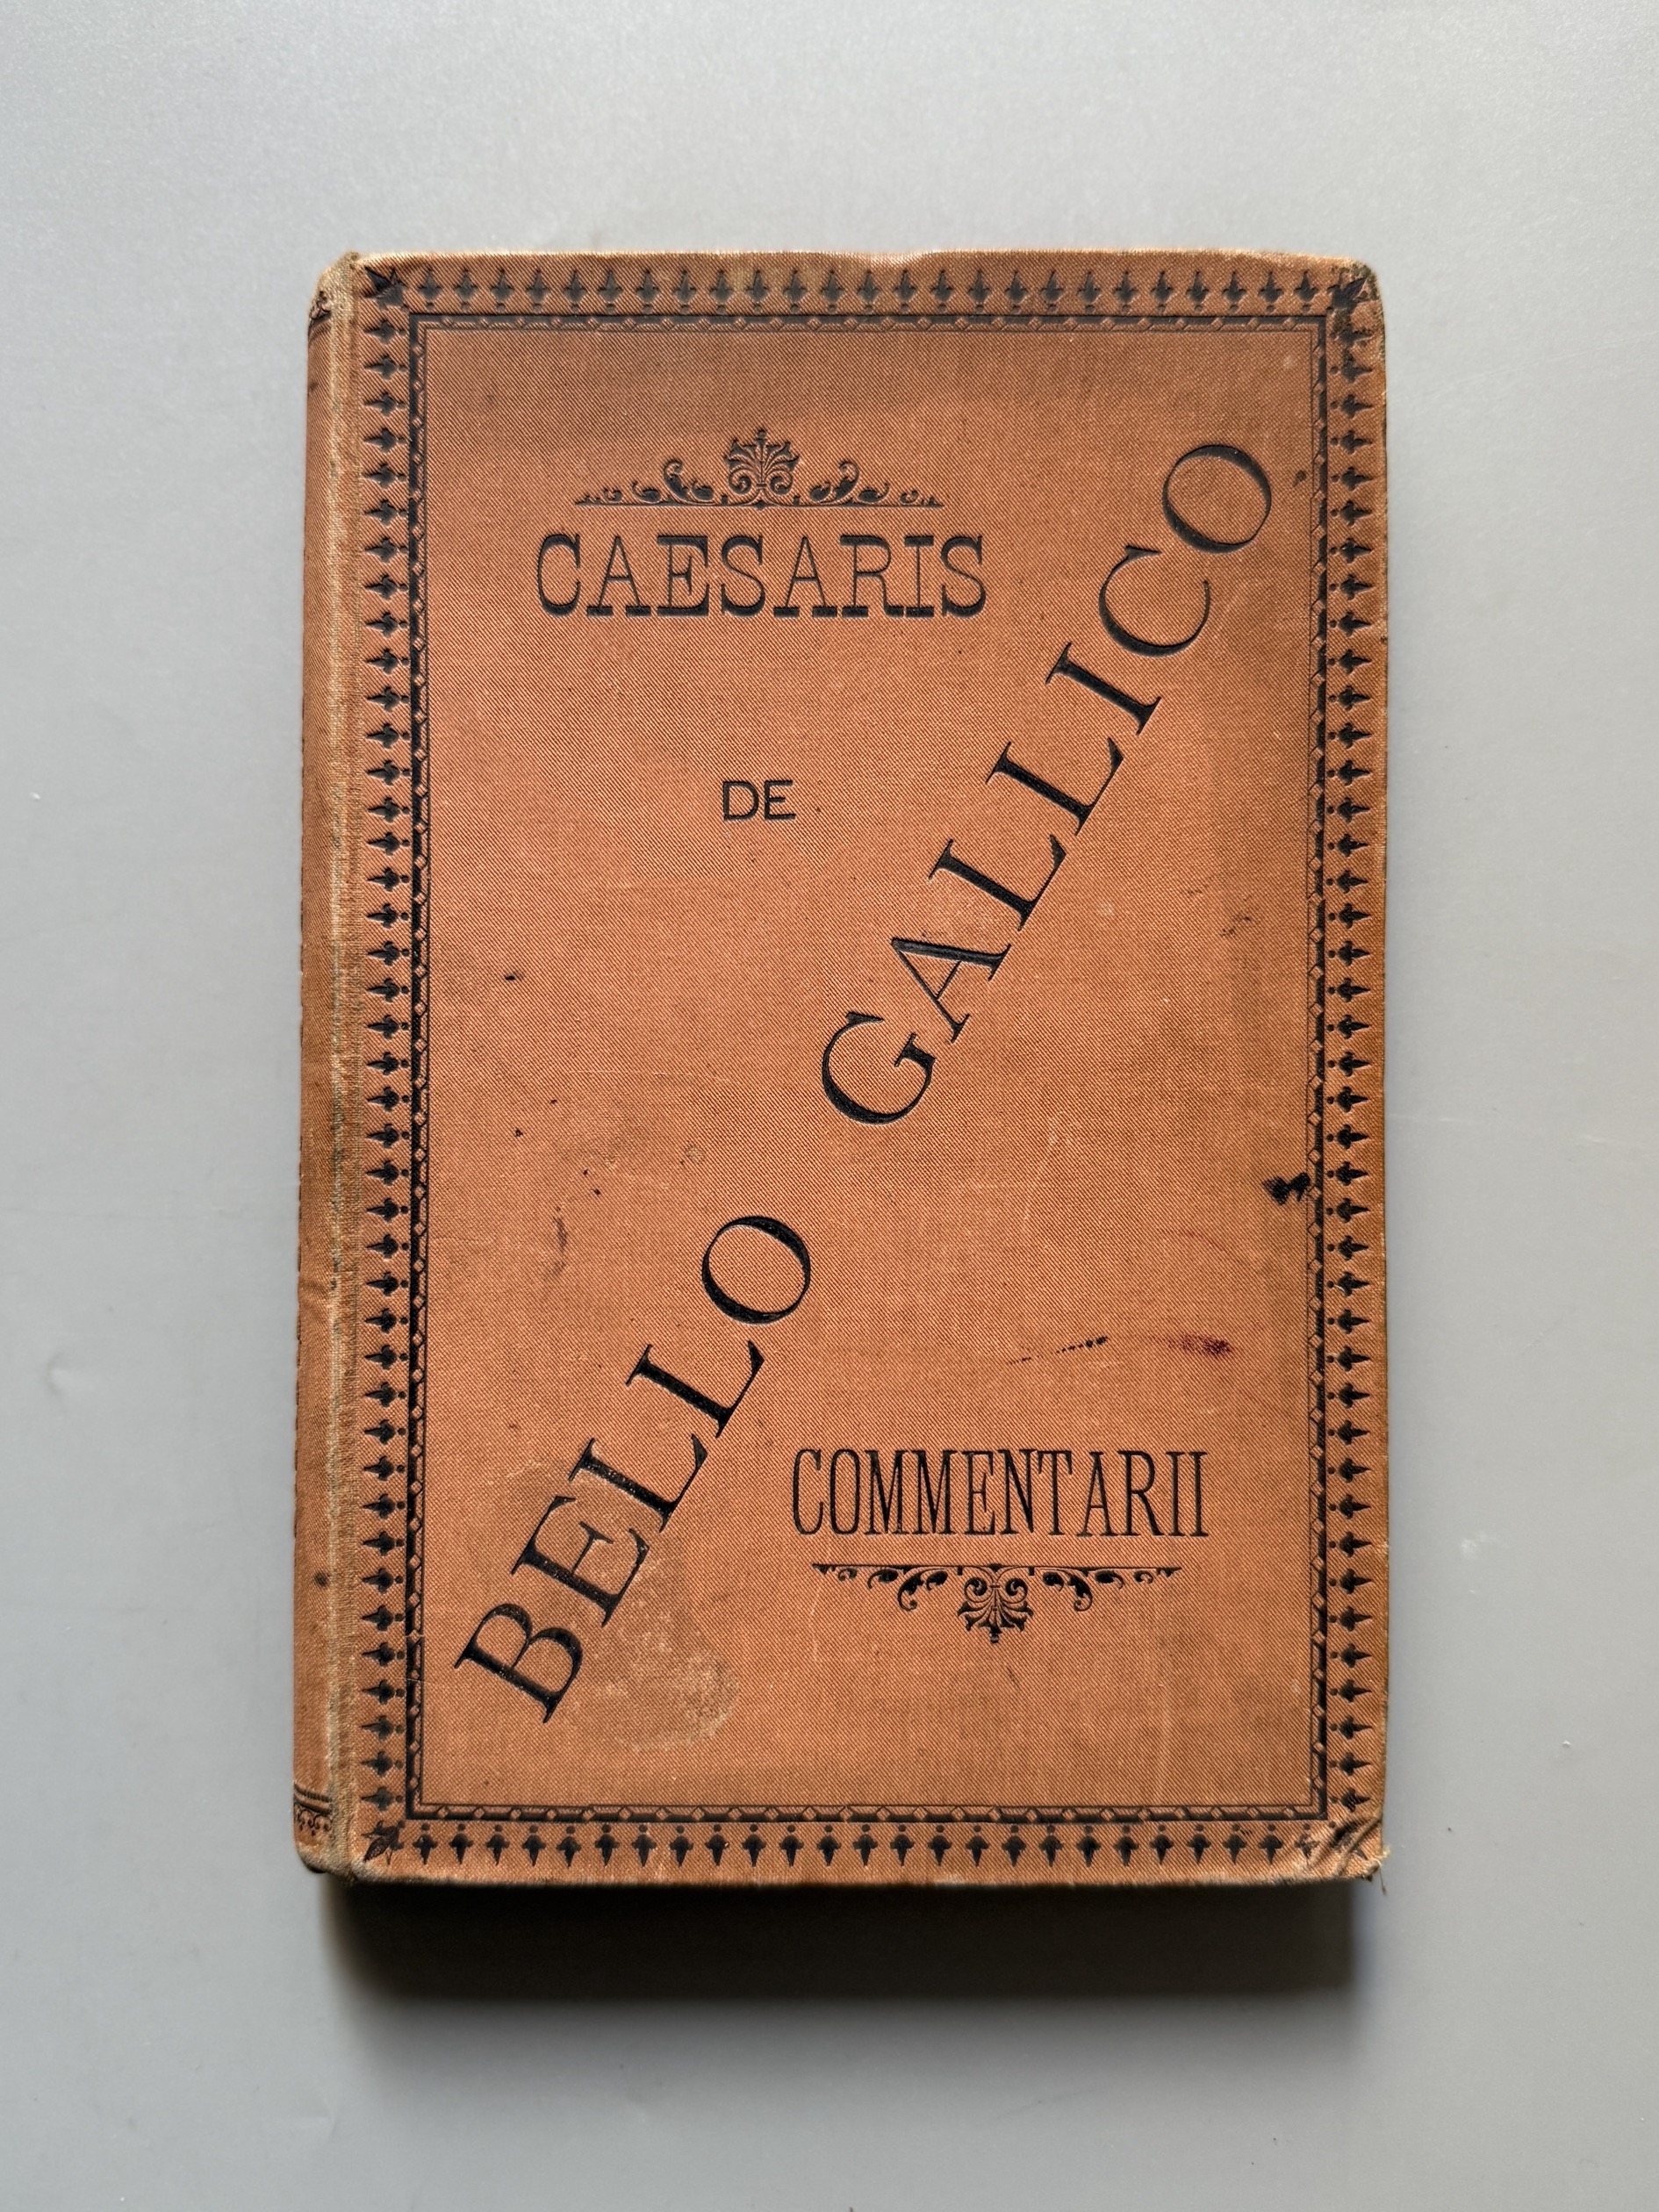 CAESARIS
DE
BELLO GALLICO
COMMENTARII